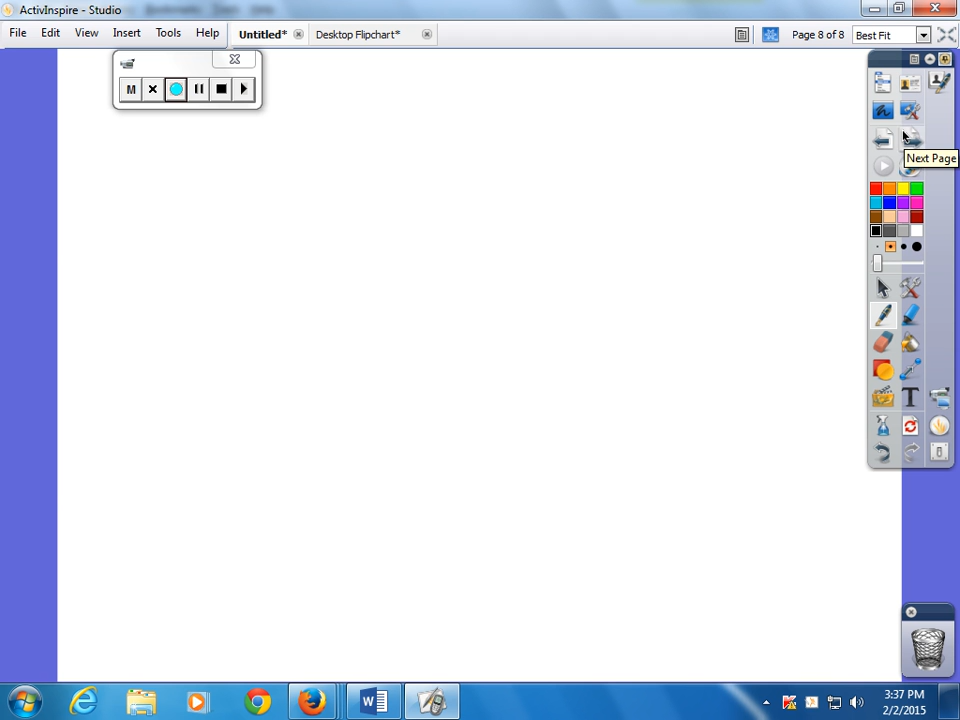 ActivInspire - Studio
File Edit View Insert Tools Help Untitled* Desktop Flipchart* Page 8 of 8 Best Fit
M
Next Page
T
3:37 PM
2/2/2015